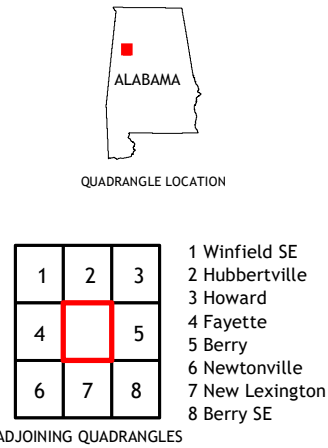 ALABAMA
QUADRANGLE LOCATION
1 2 3
4 5
6 7 8
1 Winfield SE
2 Hubbertville
3 Howard
4 Fayette
5 Berry
6 Newtonville
7 New Lexington
8 Berry SE
ADJOINING QUADRANGLES